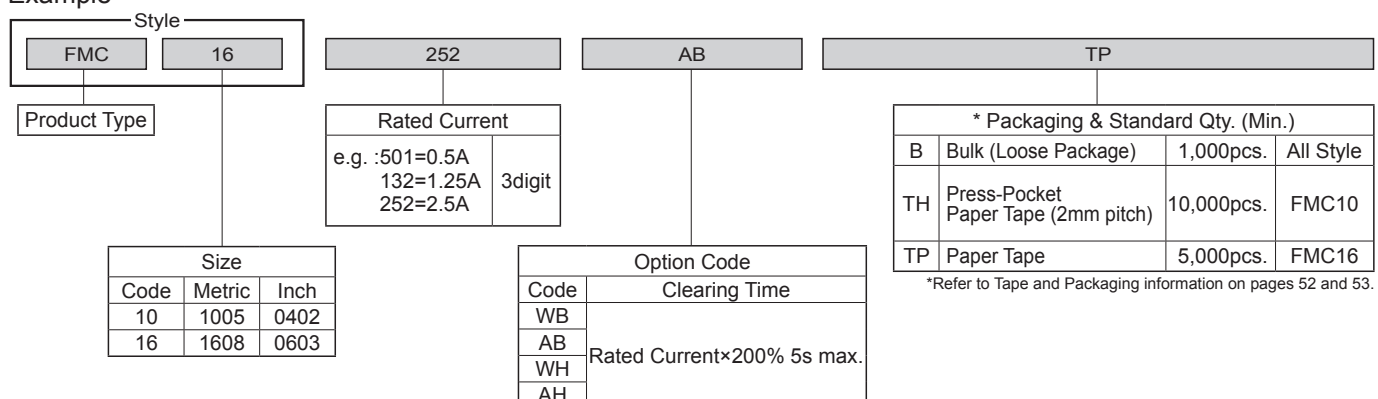 Example
Style
FMC 16 252 AB TP
Product Type
Rated Current
e.g. :501=0.5A
132=1.25A
252=2.5A
3digit
* Packaging & Standard Qty. (Min.)
B Bulk (Loose Package) 1,000pcs. All Style
TH Press-Pocket
Paper Tape (2mm pitch) 10,000pcs. FMC10
TP Paper Tape 5,000pcs. FMC16
*Refer to Tape and Packaging information on pages 52 and 53.
Size
Code Metric Inch
10 1005 0402
16 1608 0603
Option Code
Code Clearing Time
WB
AB
WH
AH
Rated Current×200% 5s max.